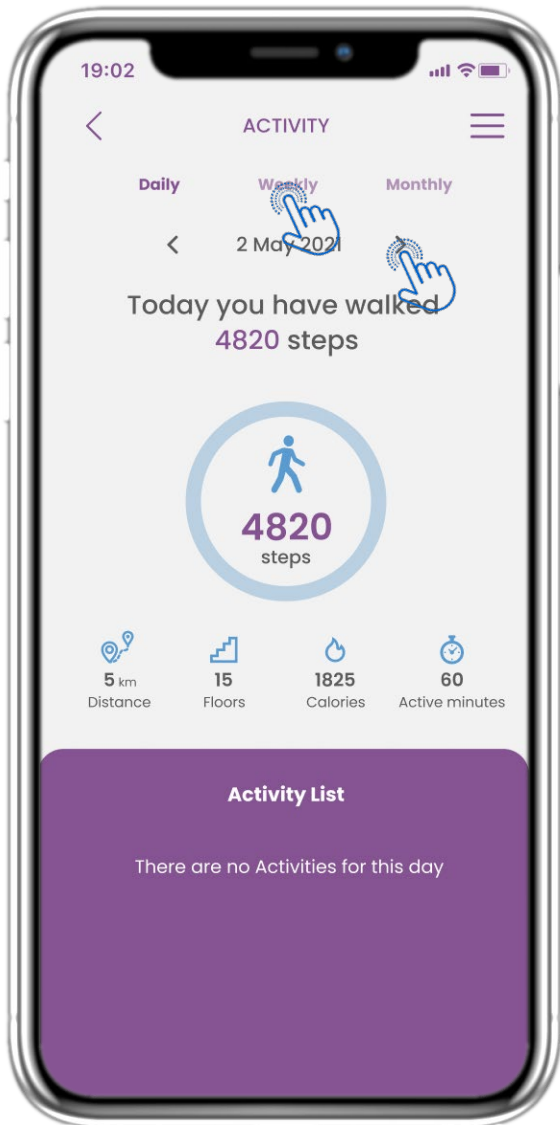 19:02
ACTIVITY
Daily Weekly Monthly
2 May 2021
Today you have walked
4820 steps
4820
steps
5 km 15 1825 60
Distance Floors Calories Active minutes
Activity List
There are no Activities for this day